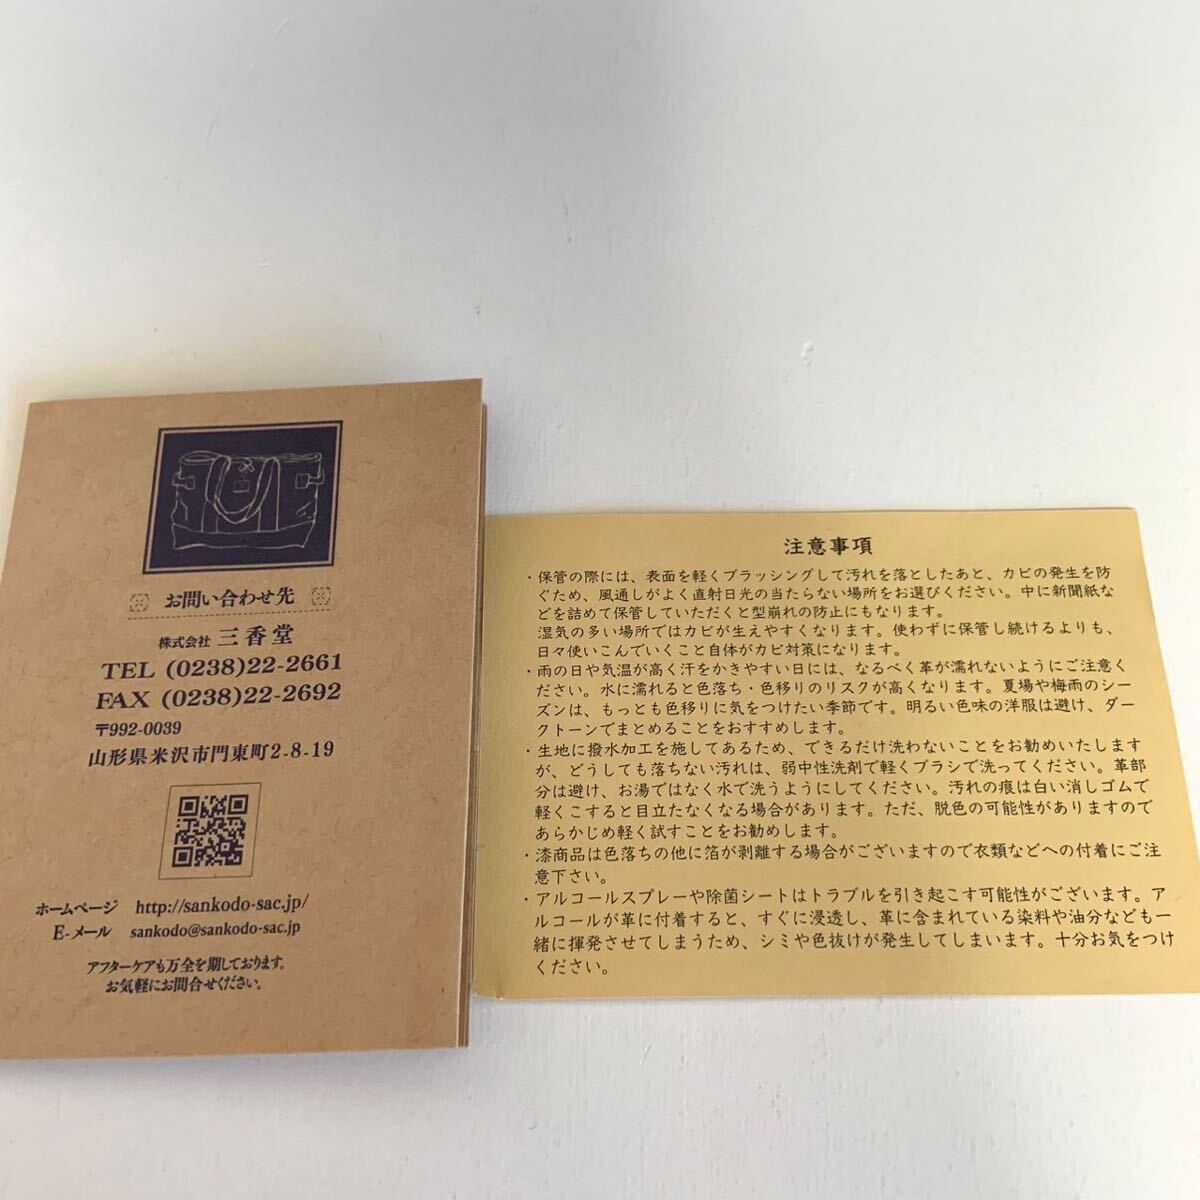 お問い合わせ先
株式会社 三香堂
TEL (0238)22-2661
FAX (0238)22-2692
〒992-0039
山形県米沢市門東町2-8-19
ホームページ http://sankodo-sac.jp/
E-メール sankodo@sankodo-sac.jp
アフターケアも万全を期しております。
お気軽にお問合せください。
注意事項
・保管の際には、表面を軽くブラッシングして汚れを落としたあと、カビの発生を防
ぐため、風通しがよく直射日光の当たらない場所をお選びください。中に新聞紙な
どを詰めて保管していただくと型崩れの防止にもなります。
湿気の多い場所ではカビが生えやすくなります。使わずに保管し続けるよりも、
日々使いこんでいくこと自体がカビ対策になります。
・雨の日や気温が高く汗をかきやすい日には、なるべく革が濡れないようにご注意く
ださい。水に濡れると色落ち・色移りのリスクが高くなります。夏場や梅雨のシー
ズンは、もっとも色移りに気をつけたい季節です。明るい色味の洋服は避け、ダー
クトーンでまとめることをおすすめします。
・生地に撥水加工を施してあるため、できるだけ洗わないことをお勧めいたします
が、どうしても落ちない汚れは、弱中性洗剤で軽くブラシで洗ってください。革部
分は避け、お湯ではなく水で洗うようにしてください。汚れの痕は白い消しゴムで
軽くこすると目立たなくなる場合があります。ただ、脱色の可能性がありますので
あらかじめ軽く試すことをお勧めします。
・漆商品は色落ちの他に箔が剥離する場合がございますので衣類などへの付着にご注
意下さい。
・アルコールスプレーや除菌シートはトラブルを引き起こす可能性がございます。ア
ルコールが革に付着すると、すぐに浸透し、革に含まれている染料や油分なども一
緒に揮発させてしまうため、シミや色抜けが発生してしまいます。十分お気をつけ
ください。